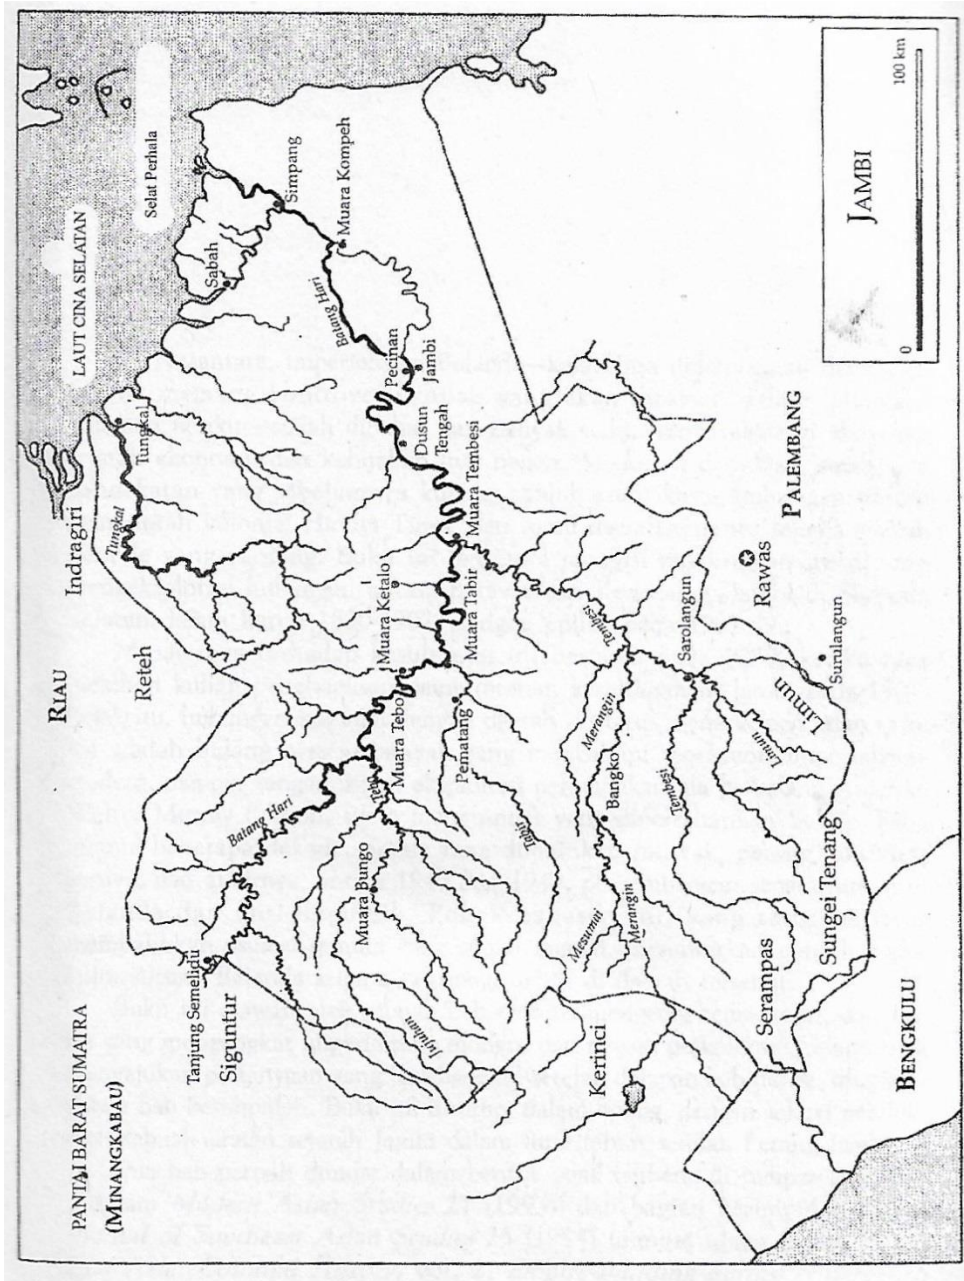 PANTAI BARAT SUMATRA
(MINANGKABAU)
RIAU
Indragiri
LAUT CINA SELATAN
Selat Perhala
Reteh
Tungkal
Tungkal
Sabah
Simpang
Muara Kompeh
Batang Hari
Pecinan
Jambi
Dusun
Tengah
Muara Tembesi
Muara Ketalo
Muara Tabir
Muara Tebo
Tebo
Pematang
Batang Hari
Tanjung Semelidu
Siguntur
Muara Bungo
Tabir
Merangin
Bangko
Tembesi
Tembesi
Sarolangun
Mesumai
Merangin
Kerinci
Serampas
Sungei Tenang
Limun
Limun
Soulangun
Rawas
PALEMBANG
BENGKULU
JAMBI
0
100 km